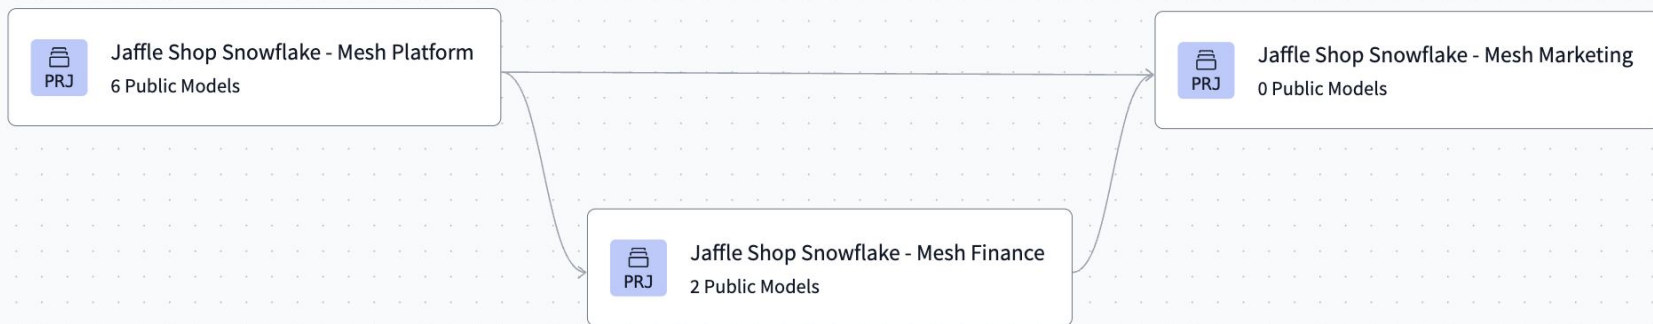 PRJ
Jaffle Shop Snowflake - Mesh Platform
6 Public Models
PRJ
Jaffle Shop Snowflake - Mesh Marketing
0 Public Models
PRJ
Jaffle Shop Snowflake - Mesh Finance
2 Public Models